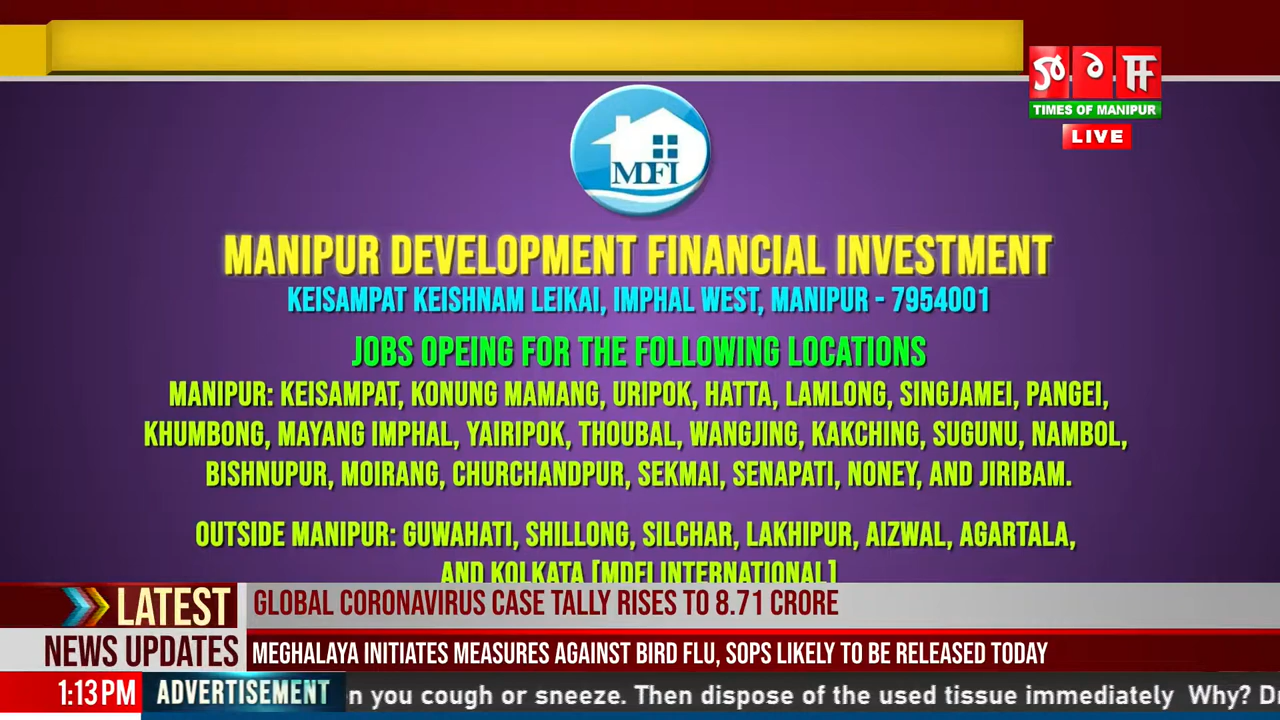 ꯇ ꯑ ꯝ
TIMES OF MANIPUR
LIVE
MDFI
MANIPUR DEVELOPMENT FINANCIAL INVESTMENT
KEISAMPAT KEISHNAM LEIKAI, IMPHAL WEST, MANIPUR - 7954001
JOBS OPEING FOR THE FOLLOWING LOCATIONS
MANIPUR: KEISAMPAT, KONUNG MAMANG, URIPOK, HATTA, LAMLONG, SINGJAMEI, PANGEI,
KHUMBONG, MAYANG IMPHAL, YAIRIPOK, THOUBAL, WANGJING, KAKCHING, SUGUNU, NAMBOL,
BISHNUPUR, MOIRANG, CHURCHANDPUR, SEKMAI, SENAPATI, NONEY, AND JIRIBAM.
OUTSIDE MANIPUR: GUWAHATI, SHILLONG, SILCHAR, LAKHIPUR, AIZWAL, AGARTALA,
AND KOLKATA [MDFI INTERNATIONAL]
LATEST
NEWS UPDATES
GLOBAL CORONAVIRUS CASE TALLY RISES TO 8.71 CRORE
MEGHALAYA INITIATES MEASURES AGAINST BIRD FLU, SOPS LIKELY TO BE RELEASED TODAY
1:13 PM ADVERTISEMENT n you cough or sneeze. Then dispose of the used tissue immediately Why? D